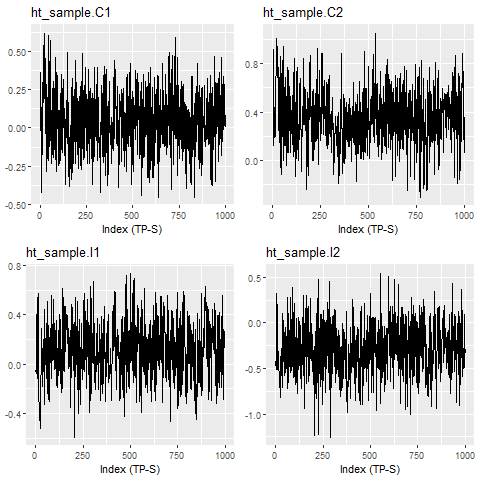 ht_sample.C1
0.50
0.25
0.00
-0.25
-0.50
0 250 500 750 1000
Index (TP-S)
ht_sample.C2
0.8
0.4
0.0
0 250 500 750 1000
Index (TP-S)
ht_sample.I1
0.8
0.4
0.0
-0.4
0 250 500 750 1000
Index (TP-S)
ht_sample.I2
0.5
0.0
-0.5
-1.0
0 250 500 750 1000
Index (TP-S)